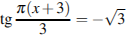 tg π(x+3)/3 = −√3